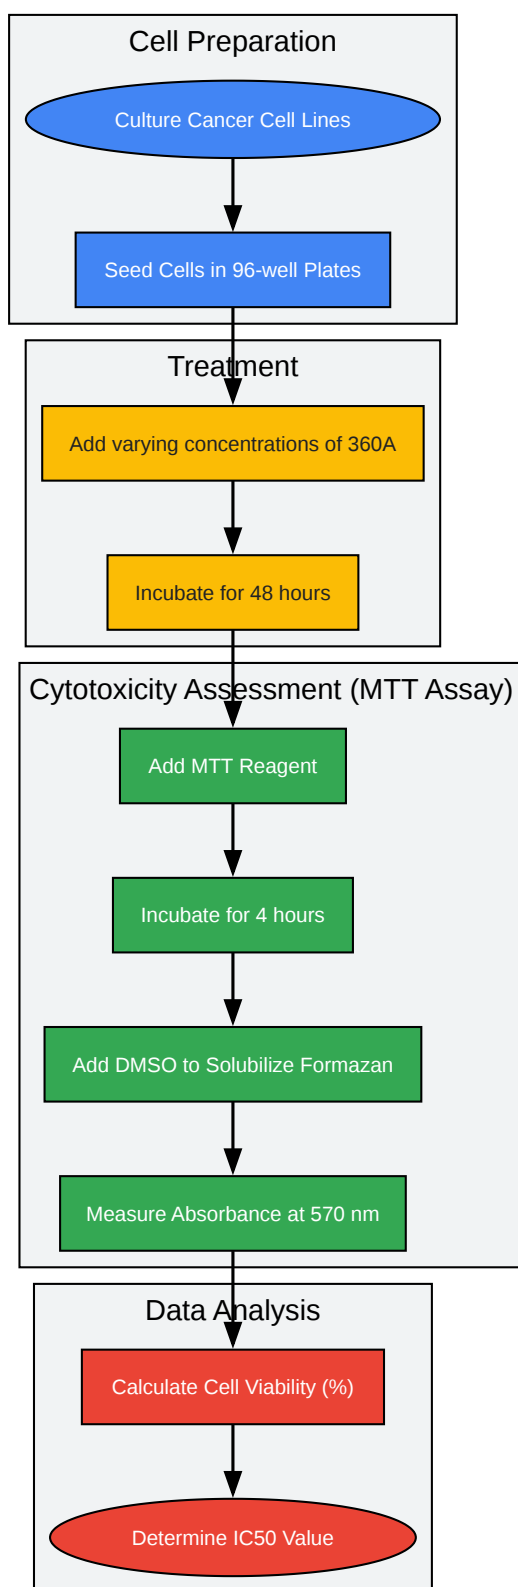 Cell Preparation
Culture Cancer Cell Lines
Seed Cells in 96-well Plates
Treatment
Add varying concentrations of 360A
Incubate for 48 hours
Cytotoxicity Assessment (MTT Assay)
Add MTT Reagent
Incubate for 4 hours
Add DMSO to Solubilize Formazan
Measure Absorbance at 570 nm
Data Analysis
Calculate Cell Viability (%)
Determine IC50 Value